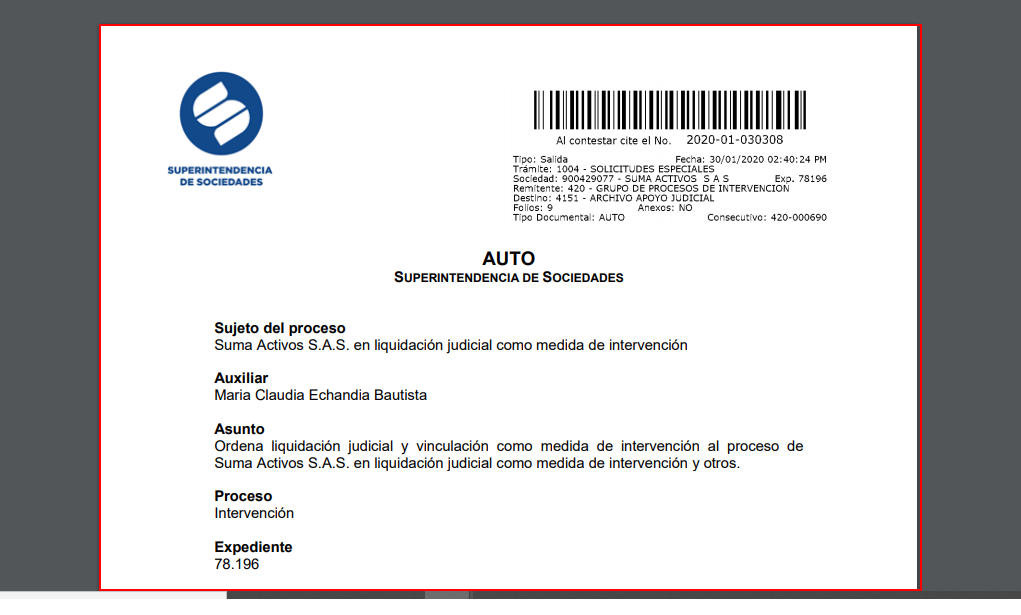 SUPERINTENDENCIA
DE SOCIEDADES
Al contestar cite el No. 2020-01-030308
Tipo: Salida Fecha: 30/01/2020 02:40:24 PM
Trámite: 1004 - SOLICITUDES ESPECIALES
Sociedad: 900429077 - SUMA ACTIVOS S A S Exp. 78196
Remitente: 420 - GRUPO DE PROCESOS DE INTERVENCION
Destino: 4151 - ARCHIVO APOYO JUDICIAL
Folios: 9 Anexos: NO
Tipo Documental: AUTO Consecutivo: 420-000690
AUTO
SUPERINTENDENCIA DE SOCIEDADES
Sujeto del proceso
Suma Activos S.A.S. en liquidación judicial como medida de intervención
Auxiliar
Maria Claudia Echandia Bautista
Asunto
Ordena liquidación judicial y vinculación como medida de intervención al proceso de
Suma Activos S.A.S. en liquidación judicial como medida de intervención y otros.
Proceso
Intervención
Expediente
78.196